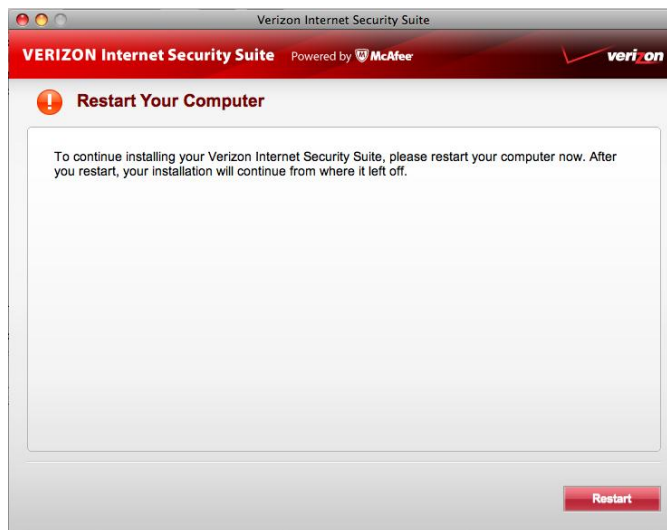 Verizon Internet Security Suite
VERIZON Internet Security Suite Powered by McAfee verizon
Restart Your Computer
To continue installing your Verizon Internet Security Suite, please restart your computer now. After
you restart, your installation will continue from where it left off.
Restart